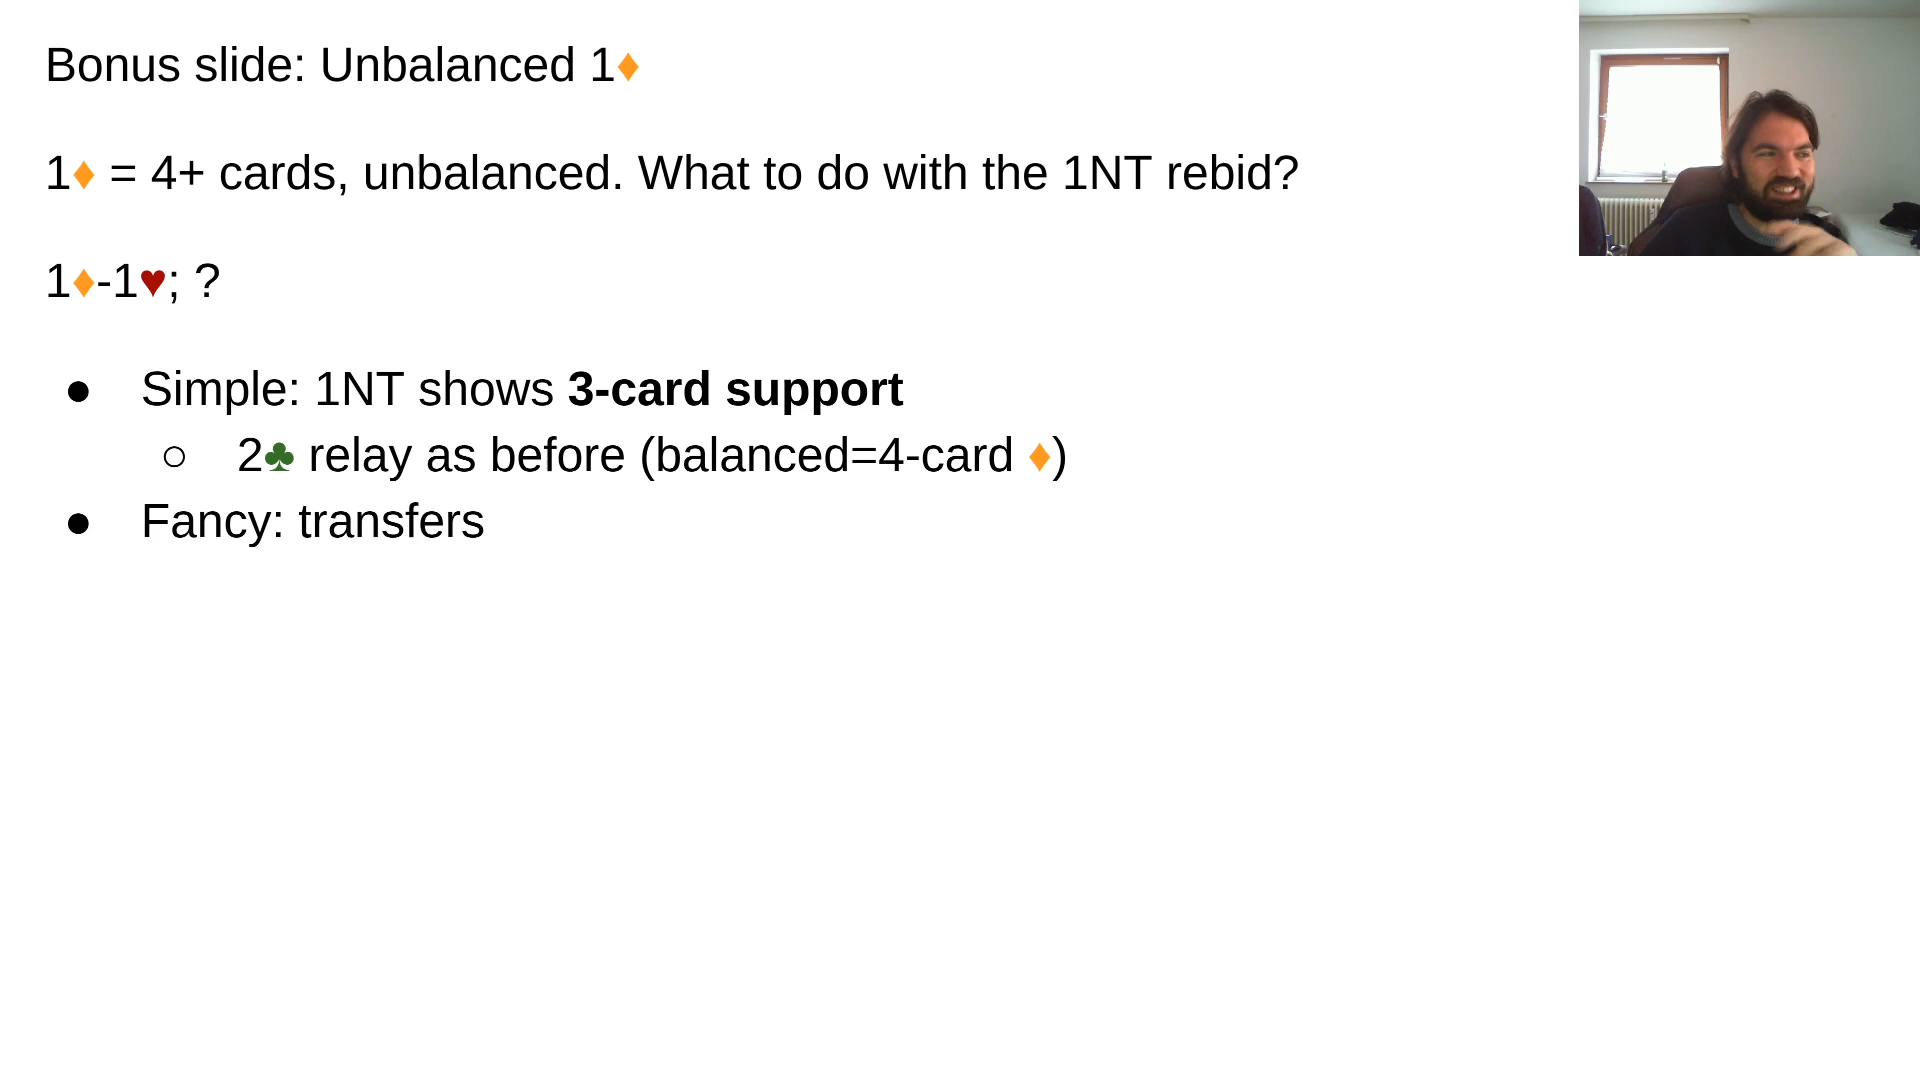 Bonus slide: Unbalanced 1♦
1♦ = 4+ cards, unbalanced. What to do with the 1NT rebid?
1♦-1♥; ?
● Simple: 1NT shows 3-card support
○ 2♣ relay as before (balanced=4-card ♦)
● Fancy: transfers